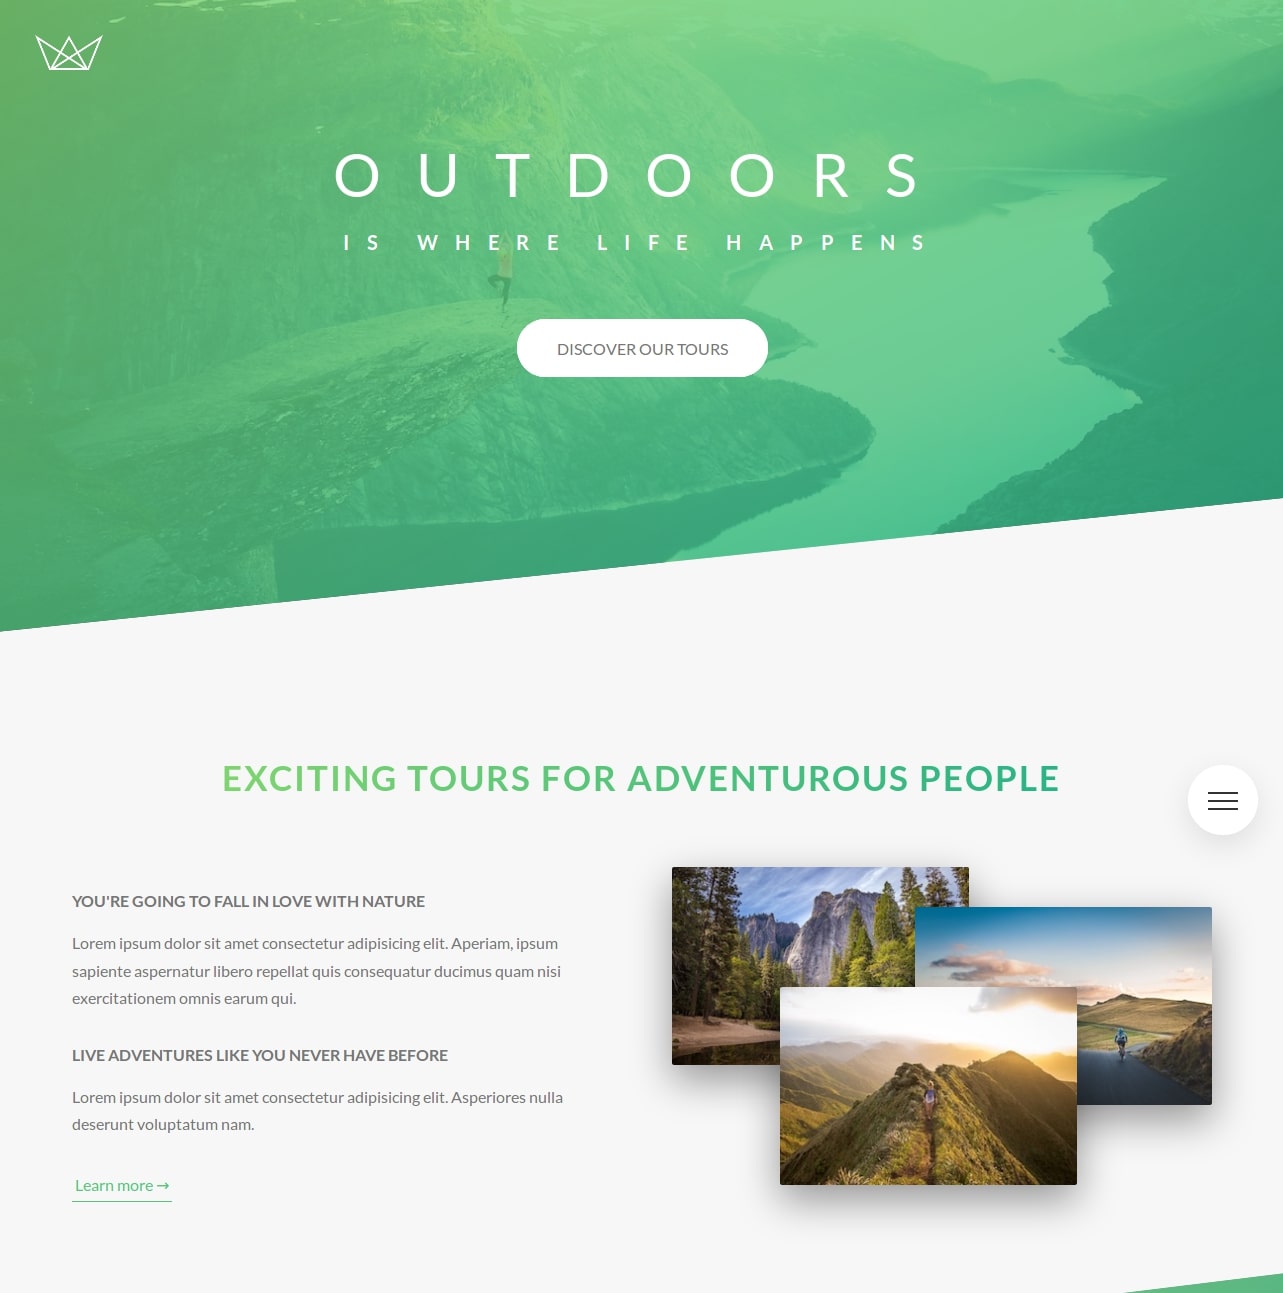 OUTDOORS
IS WHERE LIFE HAPPENS
DISCOVER OUR TOURS
EXCITING TOURS FOR ADVENTUROUS PEOPLE
YOU'RE GOING TO FALL IN LOVE WITH NATURE
Lorem ipsum dolor sit amet consectetur adipisicing elit. Aperiam, ipsum
sapiente aspernatur libero repellat quis consequatur ducimus quam nisi
exercitationem omnis earum qui.
LIVE ADVENTURES LIKE YOU NEVER HAVE BEFORE
Lorem ipsum dolor sit amet consectetur adipisicing elit. Asperiores nulla
deserunt voluptatum nam.
Learn more →